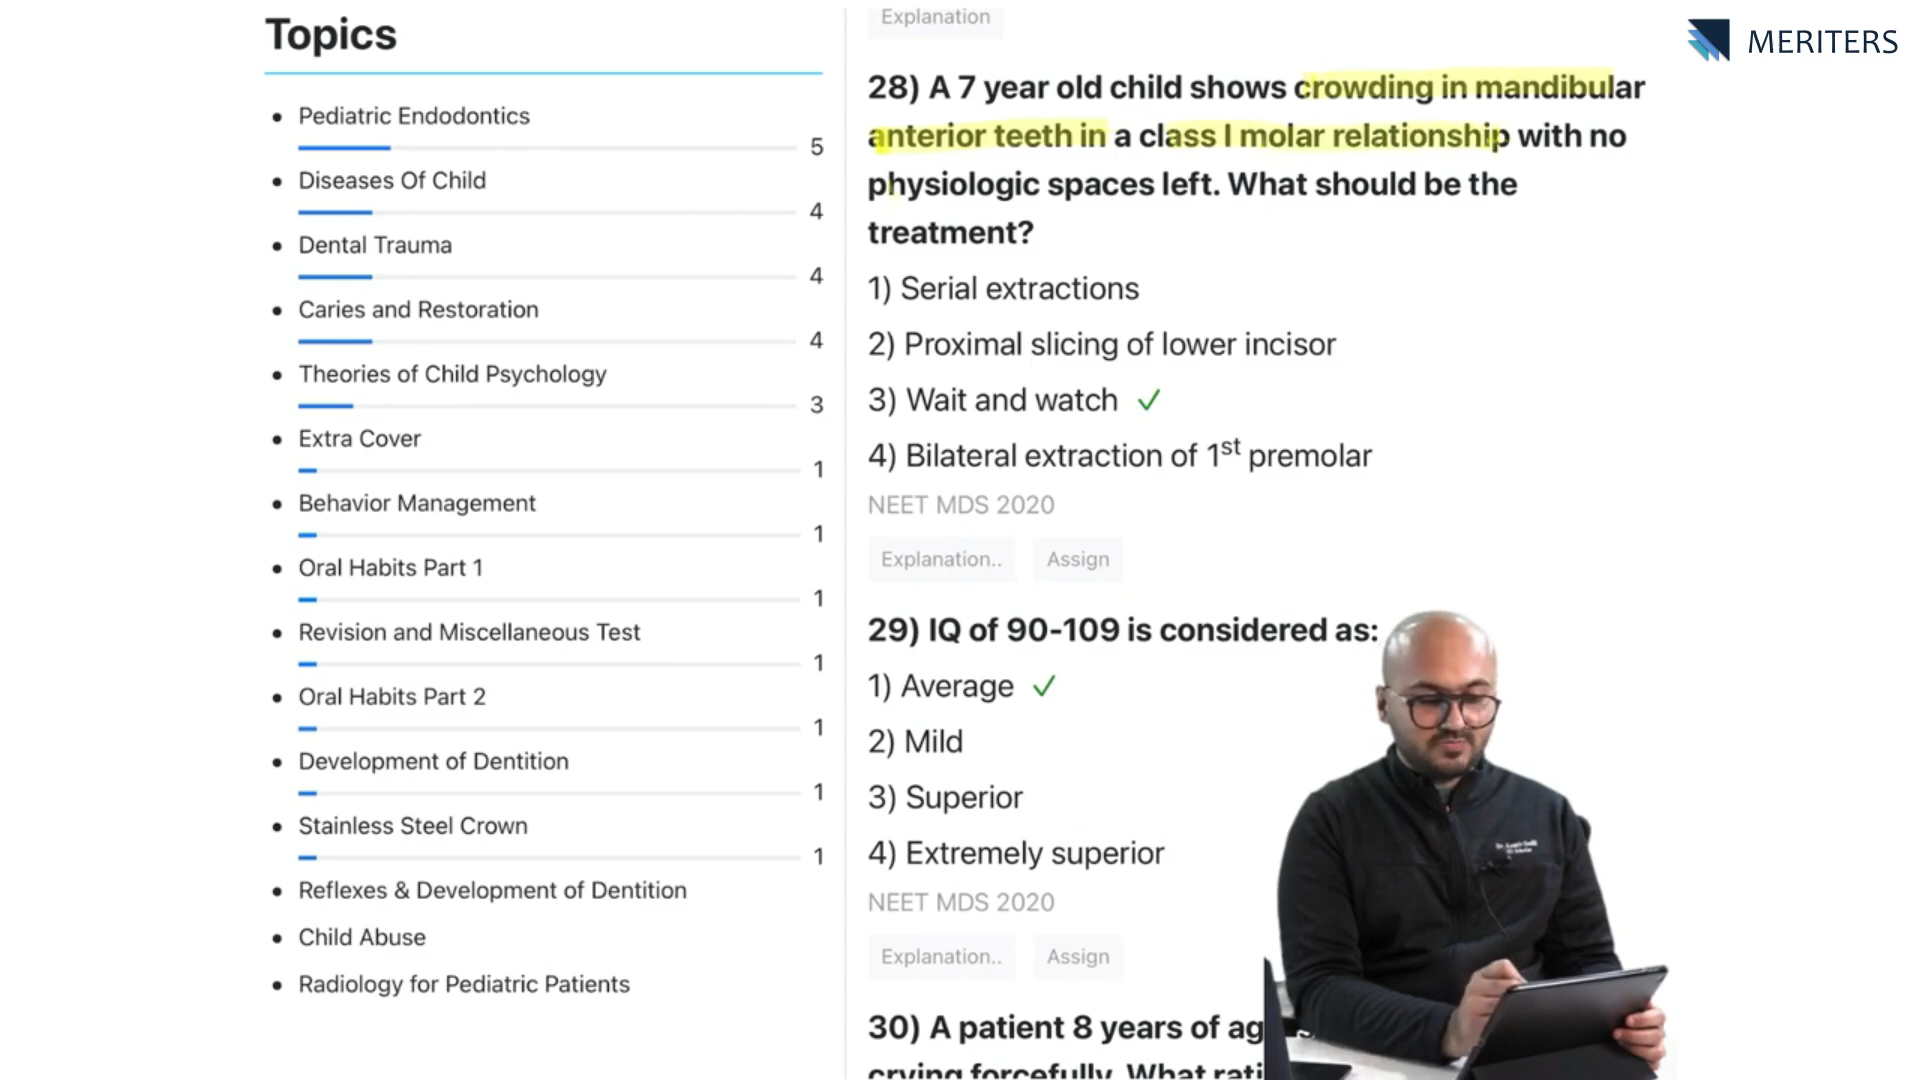 Topics
Pediatric Endodontics
5
Diseases Of Child
4
Dental Trauma
4
Caries and Restoration
4
Theories of Child Psychology
3
Extra Cover
1
Behavior Management
1
Oral Habits Part 1
1
Revision and Miscellaneous Test
1
Oral Habits Part 2
1
Development of Dentition
1
Stainless Steel Crown
1
Reflexes & Development of Dentition
Child Abuse
Radiology for Pediatric Patients
Explanation
28) A 7 year old child shows crowding in mandibular
anterior teeth in a class I molar relationship with no
physiologic spaces left. What should be the
treatment?
1) Serial extractions
2) Proximal slicing of lower incisor
3) Wait and watch ✓
4) Bilateral extraction of 1st premolar
NEET MDS 2020
Explanation.. Assign
29) IQ of 90-109 is considered as:
1) Average ✓
2) Mild
3) Superior
4) Extremely superior
NEET MDS 2020
Explanation.. Assign
30) A patient 8 years of ag
crying forcefully. What rati
MERITERS